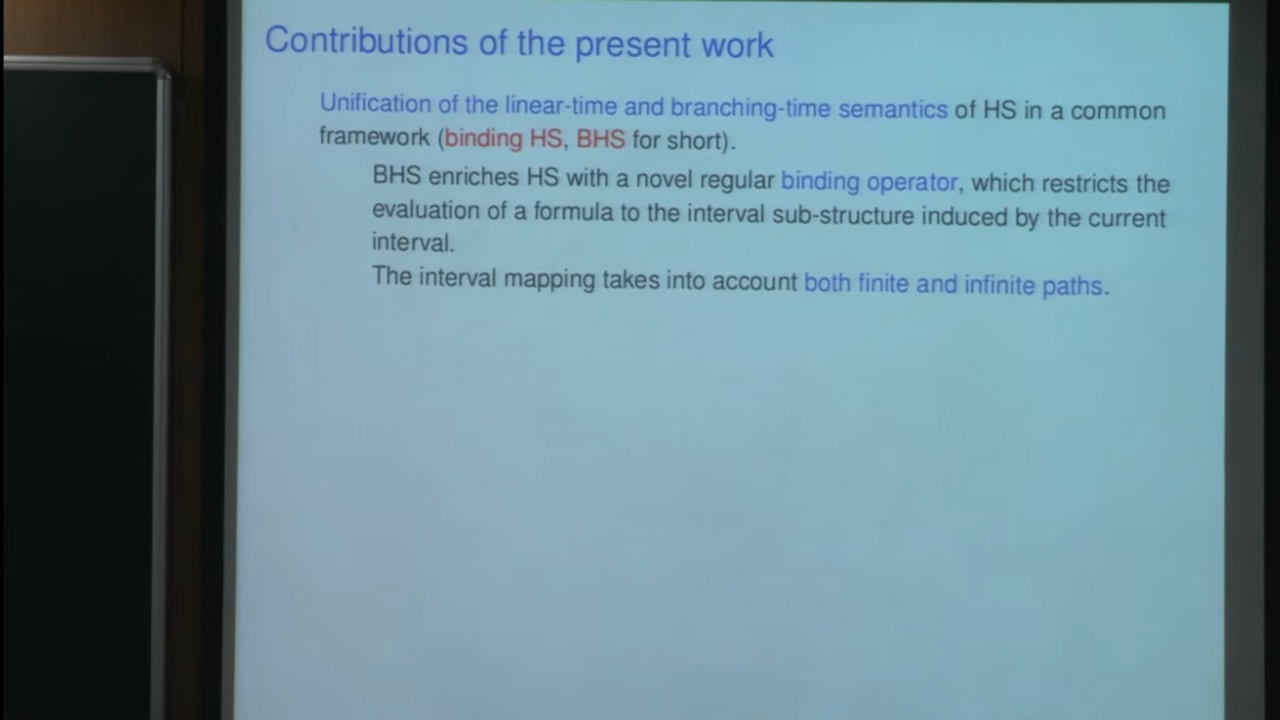 Contributions of the present work
Unification of the linear-time and branching-time semantics of HS in a common
framework (binding HS, BHS for short).
BHS enriches HS with a novel regular binding operator, which restricts the
evaluation of a formula to the interval sub-structure induced by the current
interval.
The interval mapping takes into account both finite and infinite paths.